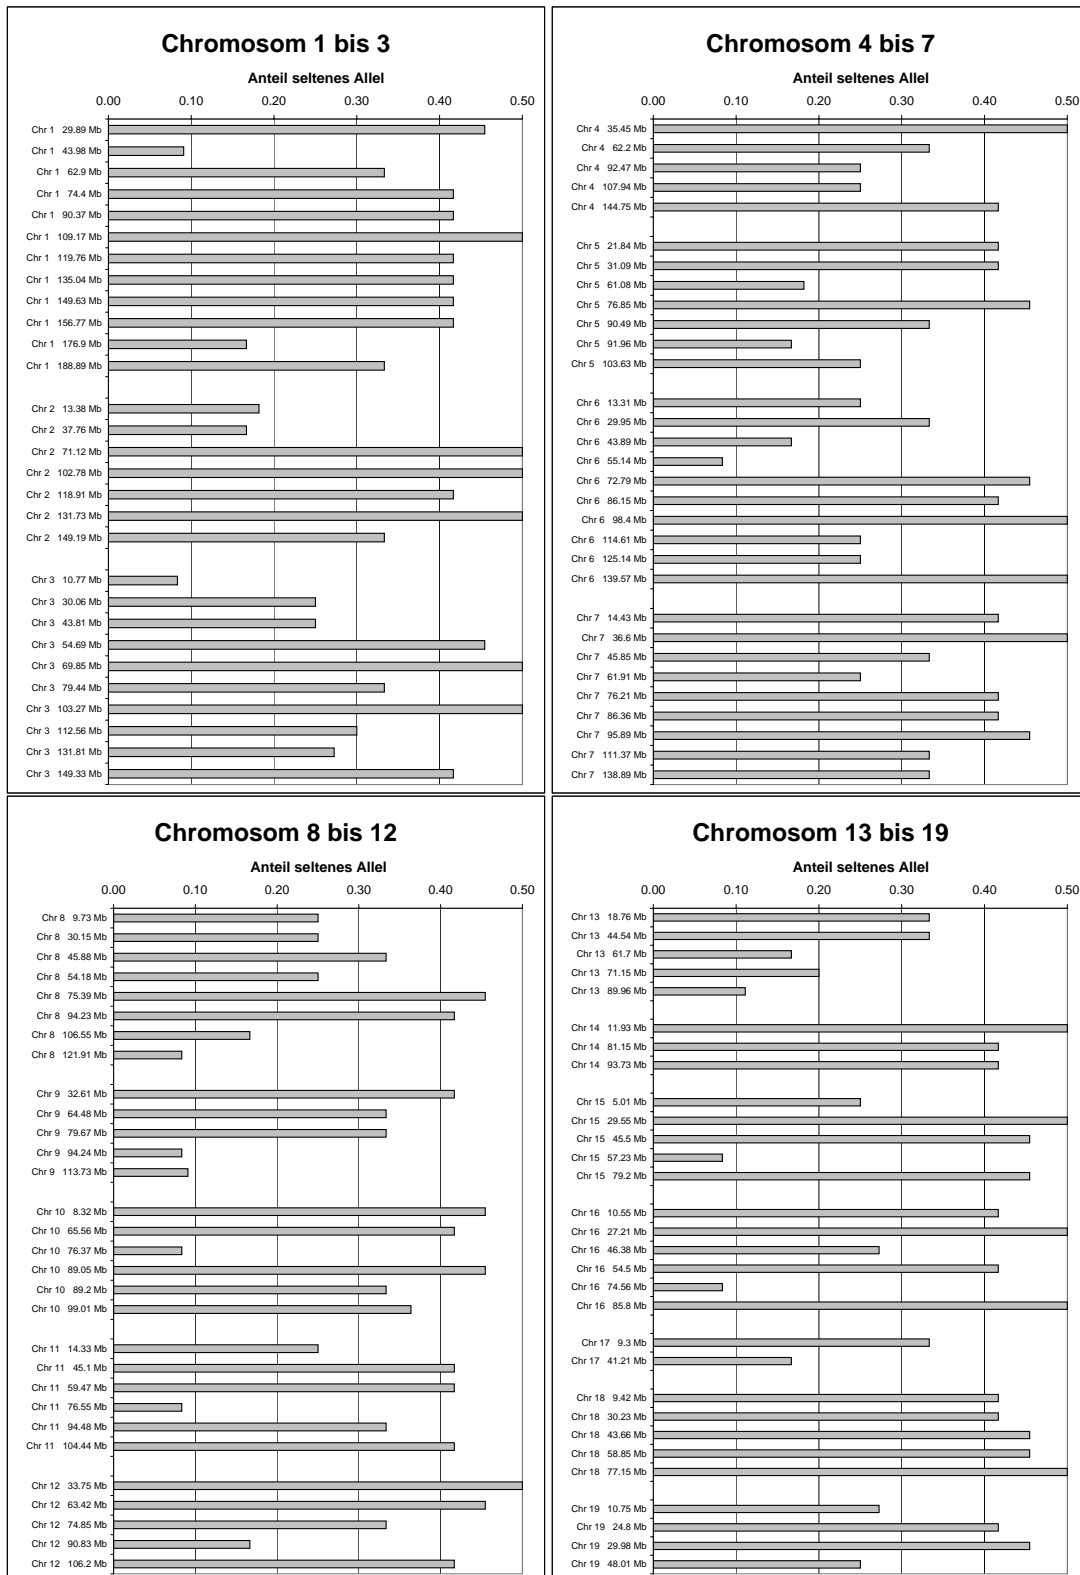 Chromosom 1 bis 3
Anteil seltenes Allel
0.00 0.10 0.20 0.30 0.40 0.50
Chr 1 29.89 Mb
Chr 1 43.98 Mb
Chr 1 62.9 Mb
Chr 1 74.4 Mb
Chr 1 90.37 Mb
Chr 1 109.17 Mb
Chr 1 119.76 Mb
Chr 1 135.04 Mb
Chr 1 149.63 Mb
Chr 1 156.77 Mb
Chr 1 176.9 Mb
Chr 1 188.89 Mb
Chr 2 13.38 Mb
Chr 2 37.76 Mb
Chr 2 71.12 Mb
Chr 2 102.78 Mb
Chr 2 118.91 Mb
Chr 2 131.73 Mb
Chr 2 149.19 Mb
Chr 3 10.77 Mb
Chr 3 30.06 Mb
Chr 3 43.81 Mb
Chr 3 54.69 Mb
Chr 3 69.85 Mb
Chr 3 79.44 Mb
Chr 3 103.27 Mb
Chr 3 112.56 Mb
Chr 3 131.81 Mb
Chr 3 149.33 Mb
Chromosom 4 bis 7
Anteil seltenes Allel
0.00 0.10 0.20 0.30 0.40 0.50
Chr 4 35.45 Mb
Chr 4 62.2 Mb
Chr 4 92.47 Mb
Chr 4 107.94 Mb
Chr 4 144.75 Mb
Chr 5 21.84 Mb
Chr 5 31.09 Mb
Chr 5 61.08 Mb
Chr 5 76.85 Mb
Chr 5 90.49 Mb
Chr 5 91.96 Mb
Chr 5 103.63 Mb
Chr 6 13.31 Mb
Chr 6 29.95 Mb
Chr 6 43.89 Mb
Chr 6 55.14 Mb
Chr 6 72.79 Mb
Chr 6 86.15 Mb
Chr 6 98.4 Mb
Chr 6 114.61 Mb
Chr 6 125.14 Mb
Chr 6 139.57 Mb
Chr 7 14.43 Mb
Chr 7 36.6 Mb
Chr 7 45.85 Mb
Chr 7 61.91 Mb
Chr 7 76.21 Mb
Chr 7 86.36 Mb
Chr 7 95.89 Mb
Chr 7 111.37 Mb
Chr 7 138.89 Mb
Chromosom 8 bis 12
Anteil seltenes Allel
0.00 0.10 0.20 0.30 0.40 0.50
Chr 8 9.73 Mb
Chr 8 30.15 Mb
Chr 8 45.88 Mb
Chr 8 54.18 Mb
Chr 8 75.39 Mb
Chr 8 94.23 Mb
Chr 8 106.55 Mb
Chr 8 121.91 Mb
Chr 9 32.61 Mb
Chr 9 64.48 Mb
Chr 9 79.67 Mb
Chr 9 94.24 Mb
Chr 9 113.73 Mb
Chr 10 8.32 Mb
Chr 10 65.56 Mb
Chr 10 76.37 Mb
Chr 10 89.05 Mb
Chr 10 89.2 Mb
Chr 10 99.01 Mb
Chr 11 14.33 Mb
Chr 11 45.1 Mb
Chr 11 59.47 Mb
Chr 11 76.55 Mb
Chr 11 94.48 Mb
Chr 11 104.44 Mb
Chr 12 33.75 Mb
Chr 12 63.42 Mb
Chr 12 74.85 Mb
Chr 12 90.83 Mb
Chr 12 106.2 Mb
Chromosom 13 bis 19
Anteil seltenes Allel
0.00 0.10 0.20 0.30 0.40 0.50
Chr 13 18.76 Mb
Chr 13 44.54 Mb
Chr 13 61.7 Mb
Chr 13 71.15 Mb
Chr 13 89.96 Mb
Chr 14 11.93 Mb
Chr 14 81.15 Mb
Chr 14 93.73 Mb
Chr 15 5.01 Mb
Chr 15 29.55 Mb
Chr 15 45.5 Mb
Chr 15 57.23 Mb
Chr 15 79.2 Mb
Chr 16 10.55 Mb
Chr 16 27.21 Mb
Chr 16 46.38 Mb
Chr 16 54.5 Mb
Chr 16 74.56 Mb
Chr 16 85.8 Mb
Chr 17 9.3 Mb
Chr 17 41.21 Mb
Chr 18 9.42 Mb
Chr 18 30.23 Mb
Chr 18 43.66 Mb
Chr 18 58.85 Mb
Chr 18 77.15 Mb
Chr 19 10.75 Mb
Chr 19 24.8 Mb
Chr 19 29.98 Mb
Chr 19 48.01 Mb